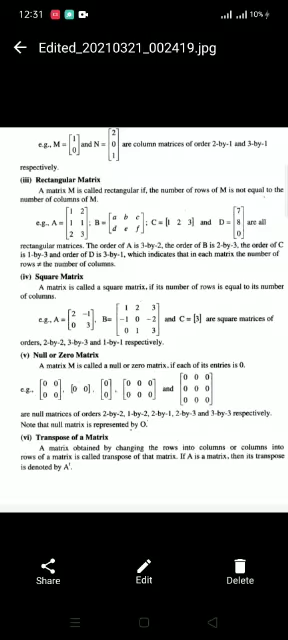 12:31 10%
Edited_20210321_002419.jpg
e.g., M = [1 0] and N = [2 0 1] are column matrices of order 2-by-1 and 3-by-1
respectively.
(iii) Rectangular Matrix
A matrix M is called rectangular if, the number of rows of M is not equal to the
number of columns of M.
e.g., A = [1 2 1 1 2 3]; B = [a b c d e f]; C = [1 2 3] and D = [7 8 0] are all
rectangular matrices. The order of A is 3-by-2, the order of B is 2-by-3, the order of C
is 1-by-3 and order of D is 3-by-1, which indicates that in each matrix the number of
rows ≠ the number of columns.
(iv) Square Matrix
A matrix is called a square matrix, if its number of rows is equal to its number
of columns.
e.g., A = [2 -1 0 3], B= [1 2 3 -1 0 -2 0 1 3] and C = [3] are square matrices of
orders, 2-by-2, 3-by-3 and 1-by-1 respectively.
(v) Null or Zero Matrix
A matrix M is called a null or zero matrix, if each of its entries is 0.
e.g., [0 0 0 0], [0 0], [0 0], [0 0 0 0 0 0] and [0 0 0 0 0 0 0 0 0]
are null matrices of orders 2-by-2, 1-by-2, 2-by-1, 2-by-3 and 3-by-3 respectively.
Note that null matrix is represented by O.
(vi) Transpose of a Matrix
A matrix obtained by changing the rows into columns or columns into
rows of a matrix is called transpose of that matrix. If A is a matrix, then its transpose
is denoted by Aᵗ.
Share Edit Delete